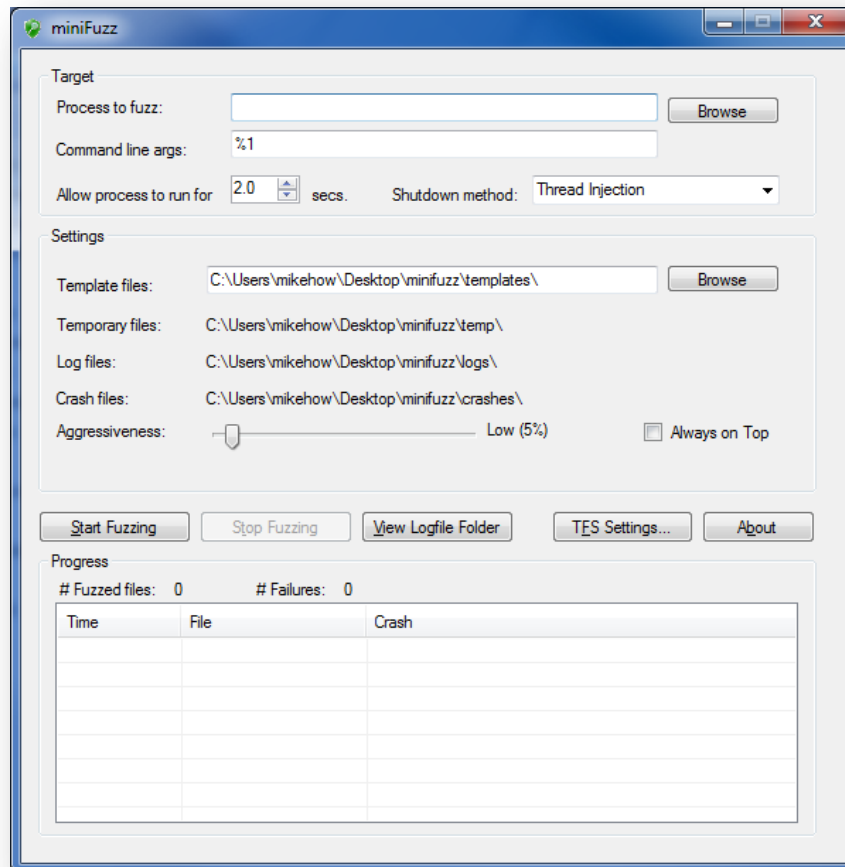 miniFuzz
Target
Process to fuzz:
Browse
Command line args: %1
Allow process to run for 2.0 secs. Shutdown method: Thread Injection
Settings
Template files: C:\Users\mikehow\Desktop\minifuzz\templates\ Browse
Temporary files: C:\Users\mikehow\Desktop\minifuzz\temp\
Log files: C:\Users\mikehow\Desktop\minifuzz\logs\
Crash files: C:\Users\mikehow\Desktop\minifuzz\crashes\
Aggressiveness: Low (5%) Always on Top
Start Fuzzing Stop Fuzzing View Logfile Folder TFS Settings... About
Progress
# Fuzzed files: 0 # Failures: 0
Time File Crash